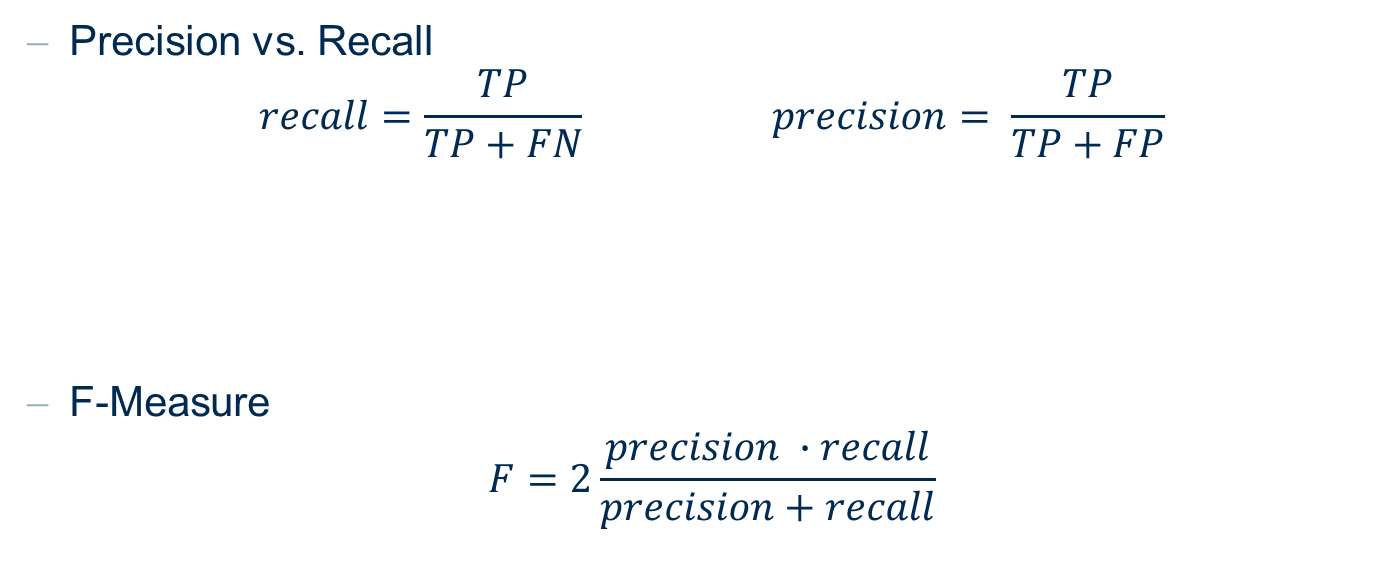 – Precision vs. Recall
recall = TP / (TP + FN)    precision = TP / (TP + FP)
– F-Measure
F = 2 (precision · recall) / (precision + recall)